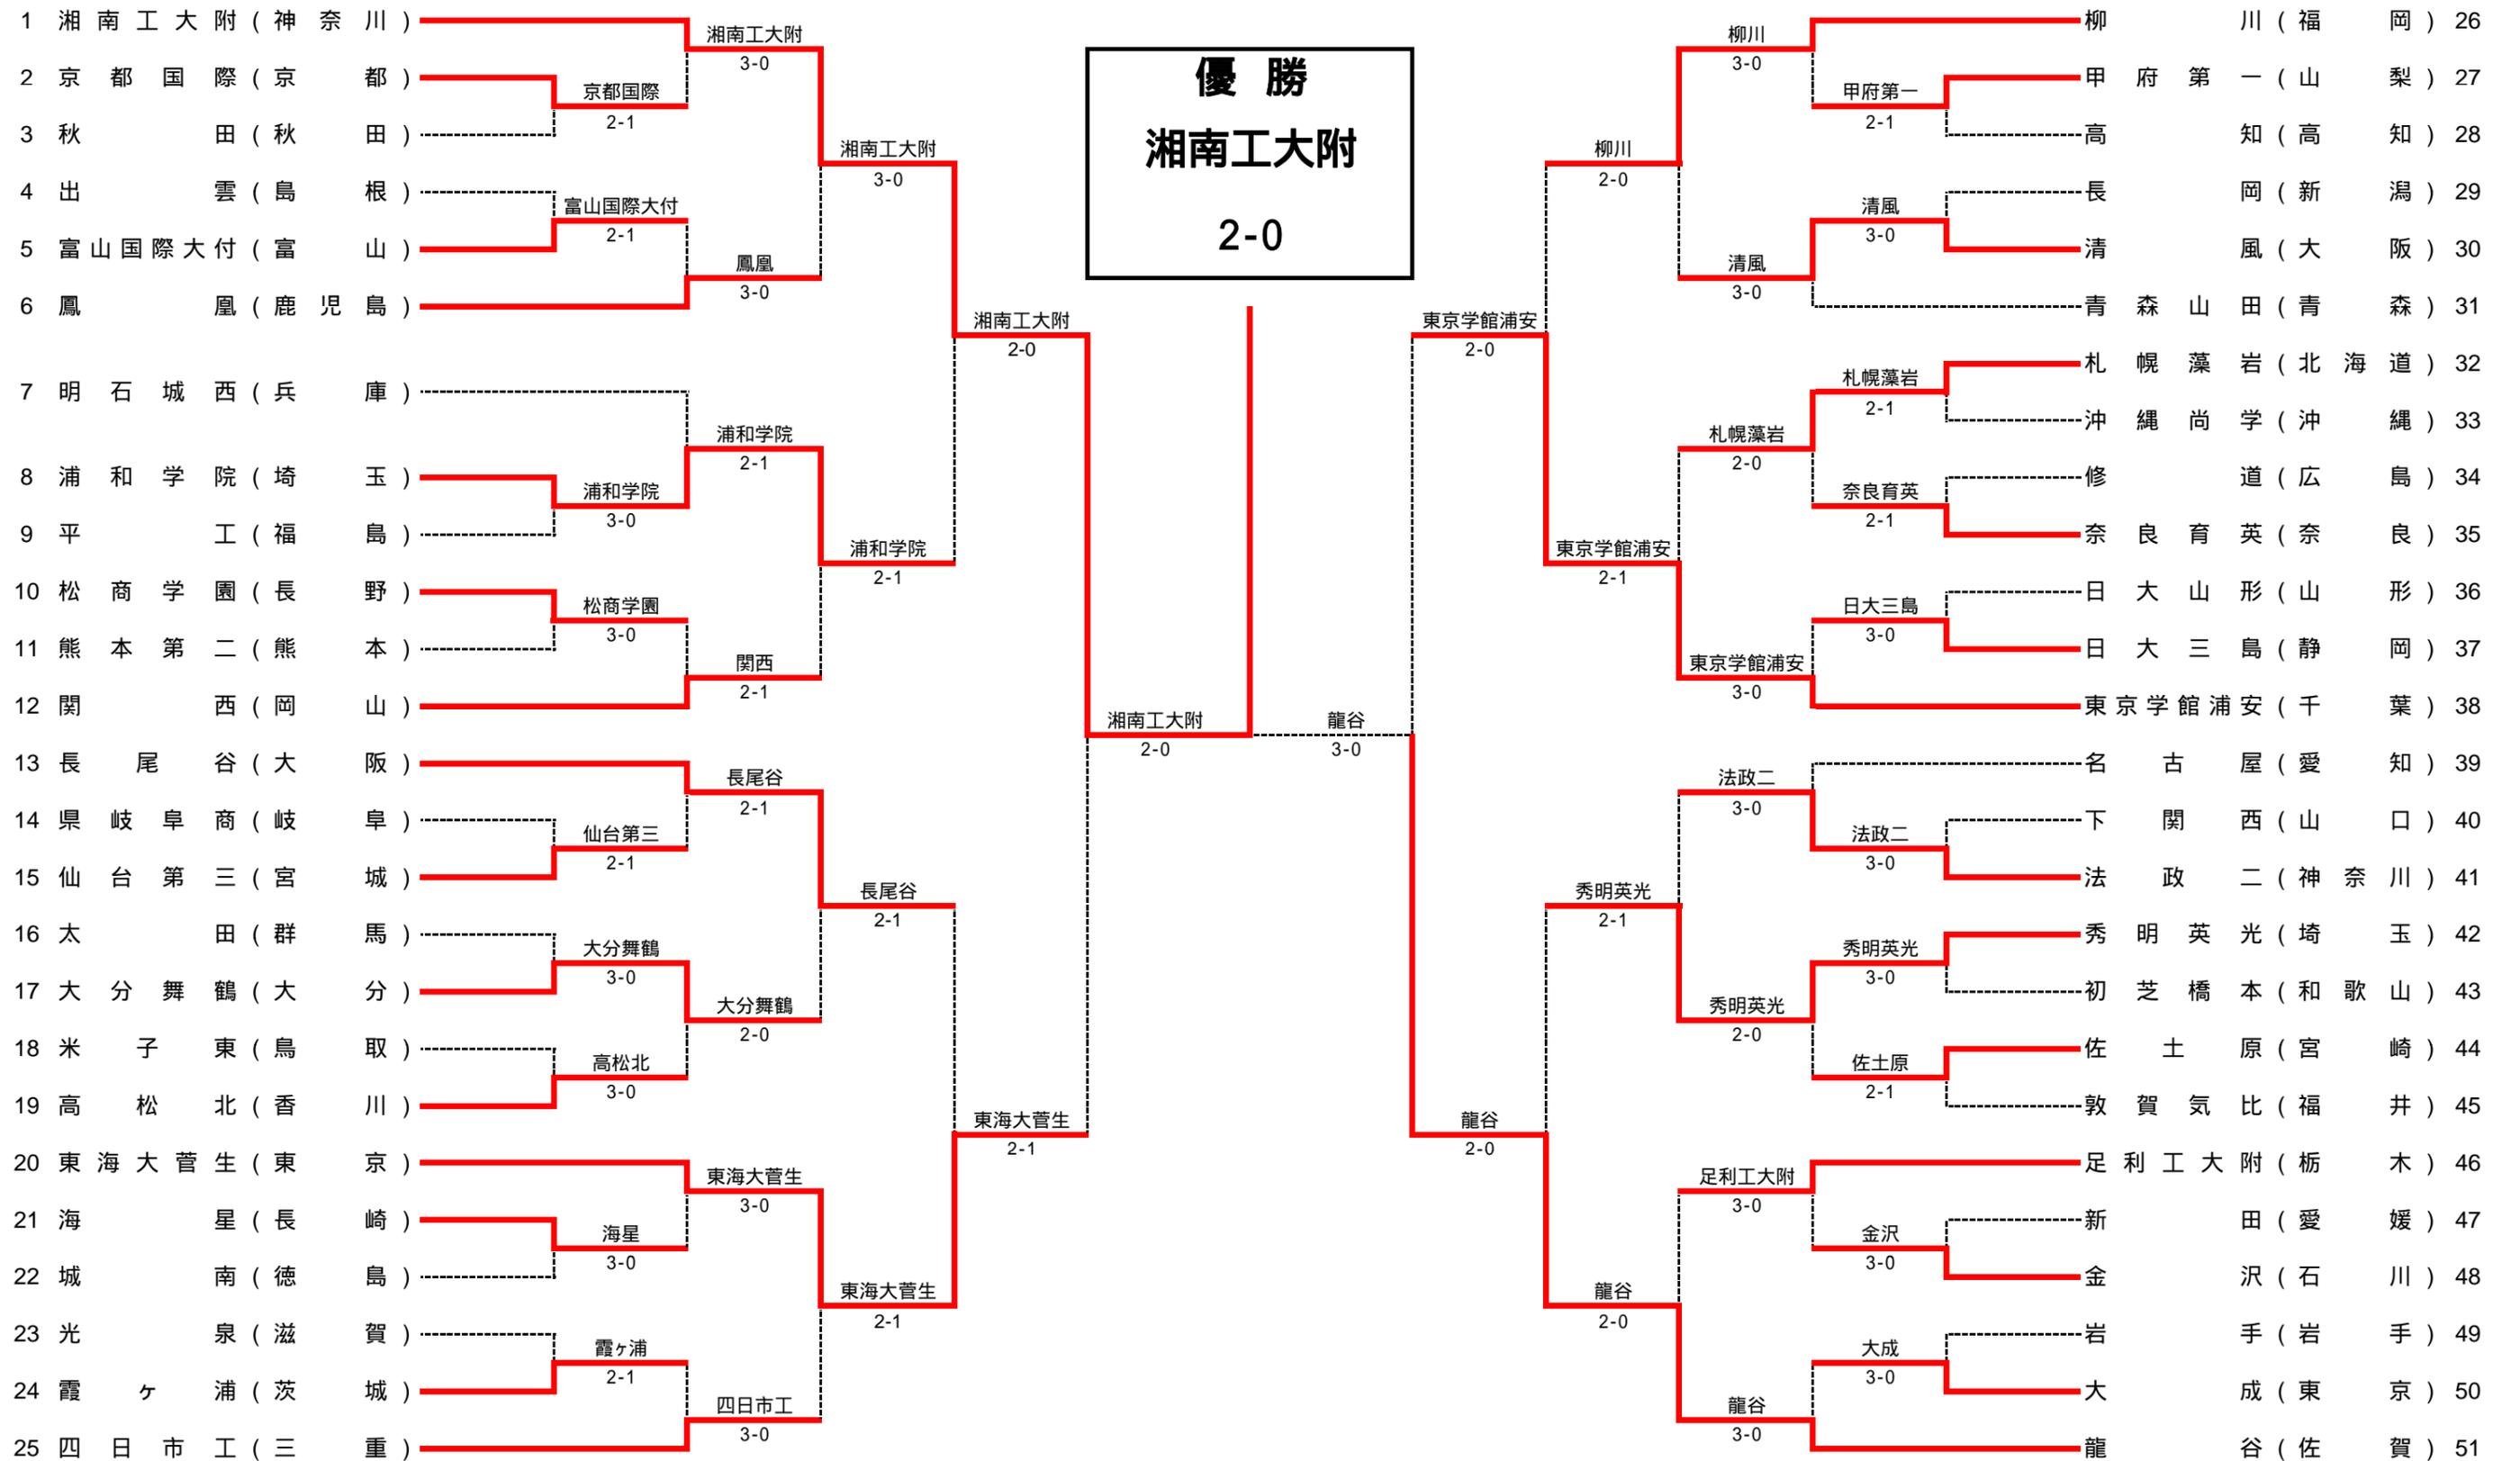 1 湘南工大附(神奈川)
2 京都国際(京都)
3 秋田(秋田)
4 出雲(島根)
5 富山国際大付(富山)
6 鳳凰(鹿児島)
7 明石城西(兵庫)
8 浦和学院(埼玉)
9 平工(福島)
10 松商学園(長野)
11 熊本第二(熊本)
12 関西(岡山)
13 長尾谷(大阪)
14 県岐阜商(岐阜)
15 仙台第三(宮城)
16 太田(群馬)
17 大分舞鶴(大分)
18 米子東(鳥取)
19 高松北(香川)
20 東海大菅生(東京)
21 海星(長崎)
22 城南(徳島)
23 光泉(滋賀)
24 霞ヶ浦(茨城)
25 四日市工(三重)
京都国際
2-1
富山国際大付
2-1
浦和学院
3-0
松商学園
3-0
仙台第三
2-1
大分舞鶴
3-0
高松北
3-0
海星
3-0
霞ヶ浦
2-1
湘南工大附
3-0
鳳凰
3-0
浦和学院
2-1
関西
2-1
長尾谷
2-1
大分舞鶴
2-0
東海大菅生
3-0
四日市工
3-0
湘南工大附
3-0
浦和学院
2-1
長尾谷
2-1
東海大菅生
2-1
湘南工大附
2-0
東海大菅生
2-1
湘南工大附
2-0
優勝
湘南工大附
2-0
龍谷
3-0
東京学館浦安
2-0
龍谷
2-0
柳川
2-0
東京学館浦安
2-1
秀明英光
2-1
龍谷
2-0
柳川
3-0
清風
3-0
札幌藻岩
2-0
東京学館浦安
3-0
法政二
3-0
秀明英光
2-0
足利工大附
3-0
龍谷
3-0
甲府第一
2-1
清風
3-0
札幌藻岩
2-1
奈良育英
2-1
日大三島
3-0
法政二
3-0
秀明英光
3-0
佐土原
2-1
金沢
3-0
大成
3-0
柳川(福岡) 26
甲府第一(山梨) 27
高知(高知) 28
長岡(新潟) 29
清風(大阪) 30
青森山田(青森) 31
札幌藻岩(北海道) 32
沖縄尚学(沖縄) 33
修道(広島) 34
奈良育英(奈良) 35
日大山形(山形) 36
日大三島(静岡) 37
東京学館浦安(千葉) 38
名古屋(愛知) 39
下関西(山口) 40
法政二(神奈川) 41
秀明英光(埼玉) 42
初芝橋本(和歌山) 43
佐土原(宮崎) 44
敦賀気比(福井) 45
足利工大附(栃木) 46
新田(愛媛) 47
金沢(石川) 48
岩手(岩手) 49
大成(東京) 50
龍谷(佐賀) 51